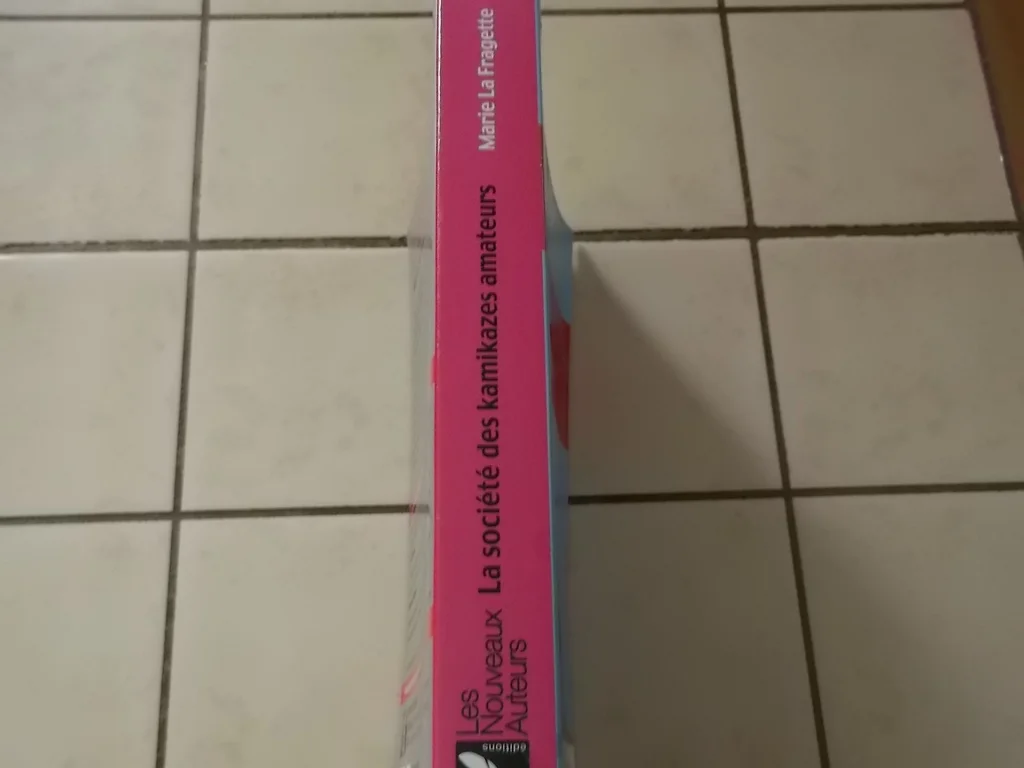 Marie La Fragette
La société des kamikazes amateurs
Les
Nouveaux
Auteurs
éditions